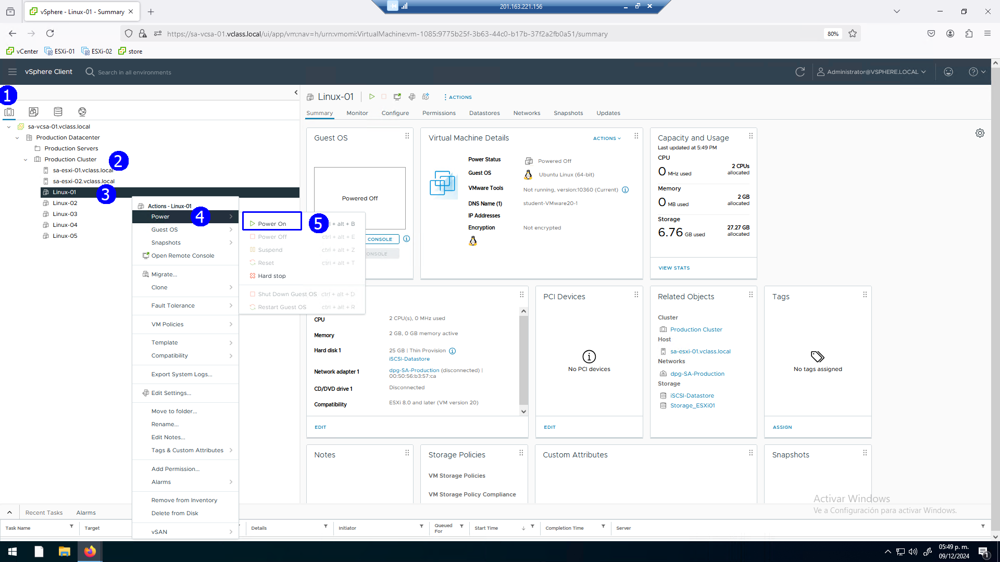 vSphere - Linux-01 - Summary
201.163.221.156
https://sa-vcsa-01.vclass.local/ui/app/vm;nav=h/urn:vmomi:VirtualMachine:vm-1085:9775b25f-3b63-44c0-b17b-37f2a2fb0a51/summary
80%
vCenter
ESXi-01
ESXi-02
store
vSphere Client
Search in all environments
Administrator@VSPHERE.LOCAL
1
sa-vcsa-01.vclass.local
Production Datacenter
Production Servers
Production Cluster
2
sa-esxi-01.vclass.local
sa-esxi-02.vclass.local
Linux-01
3
Linux-02
Linux-03
Linux-04
Linux-05
Actions - Linux-01
Power
4
Guest OS
Snapshots
Open Remote Console
Migrate...
Clone
Fault Tolerance
VM Policies
Template
Compatibility
Export System Logs...
Edit Settings...
Move to folder...
Rename...
Edit Notes...
Tags & Custom Attributes
Add Permission...
Alarms
Remove from Inventory
Delete from Disk
vSAN
Power On
5
+ alt + B
Power Off ctrl + alt + E
Suspend ctrl + alt + Z
Reset ctrl + alt + T
Hard stop
Shut Down Guest OS ctrl + alt + D
Restart Guest OS ctrl + alt + R
Linux-01
ACTIONS
Summary
Monitor
Configure
Permissions
Datastores
Networks
Snapshots
Updates
Guest OS
Powered Off
CONSOLE
Virtual Machine Details
ACTIONS
Power Status Powered Off
Guest OS Ubuntu Linux (64-bit)
VMware Tools Not running, version:10360 (Current)
DNS Name (1) student-VMware20-1
IP Addresses
Encryption Not encrypted
Capacity and Usage
Last updated at 5:49 PM
CPU
0 MHz used
2 CPUs
allocated
Memory
0 MB used
2 GB
allocated
Storage
6.76 GB used
27.27 GB
allocated
VIEW STATS
CPU 2 CPU(s), 0 MHz used
Memory 2 GB, 0 GB memory active
Hard disk 1 25 GB | Thin Provision
iSCSI-Datastore
Network adapter 1 dpg-SA-Production (disconnected) |
00:50:56:b3:57:ca
CD/DVD drive 1 Disconnected
Compatibility ESXi 8.0 and later (VM version 20)
EDIT
PCI Devices
No PCI devices
EDIT
Related Objects
Cluster
Production Cluster
Host
sa-esxi-01.vclass.local
Networks
dpg-SA-Production
Storage
iSCSI-Datastore
Storage_ESXi01
Tags
No tags assigned
ASSIGN
Notes
Storage Policies
VM Storage Policies
VM Storage Policy Compliance
Custom Attributes
Snapshots
Activar Windows
Ve a Configuración para activar Windows.
Recent Tasks
Alarms
Task Name
Target
Details
Initiator
Queued
For
Start Time
Completion Time
Server
05:49 p. m.
09/12/2024
1